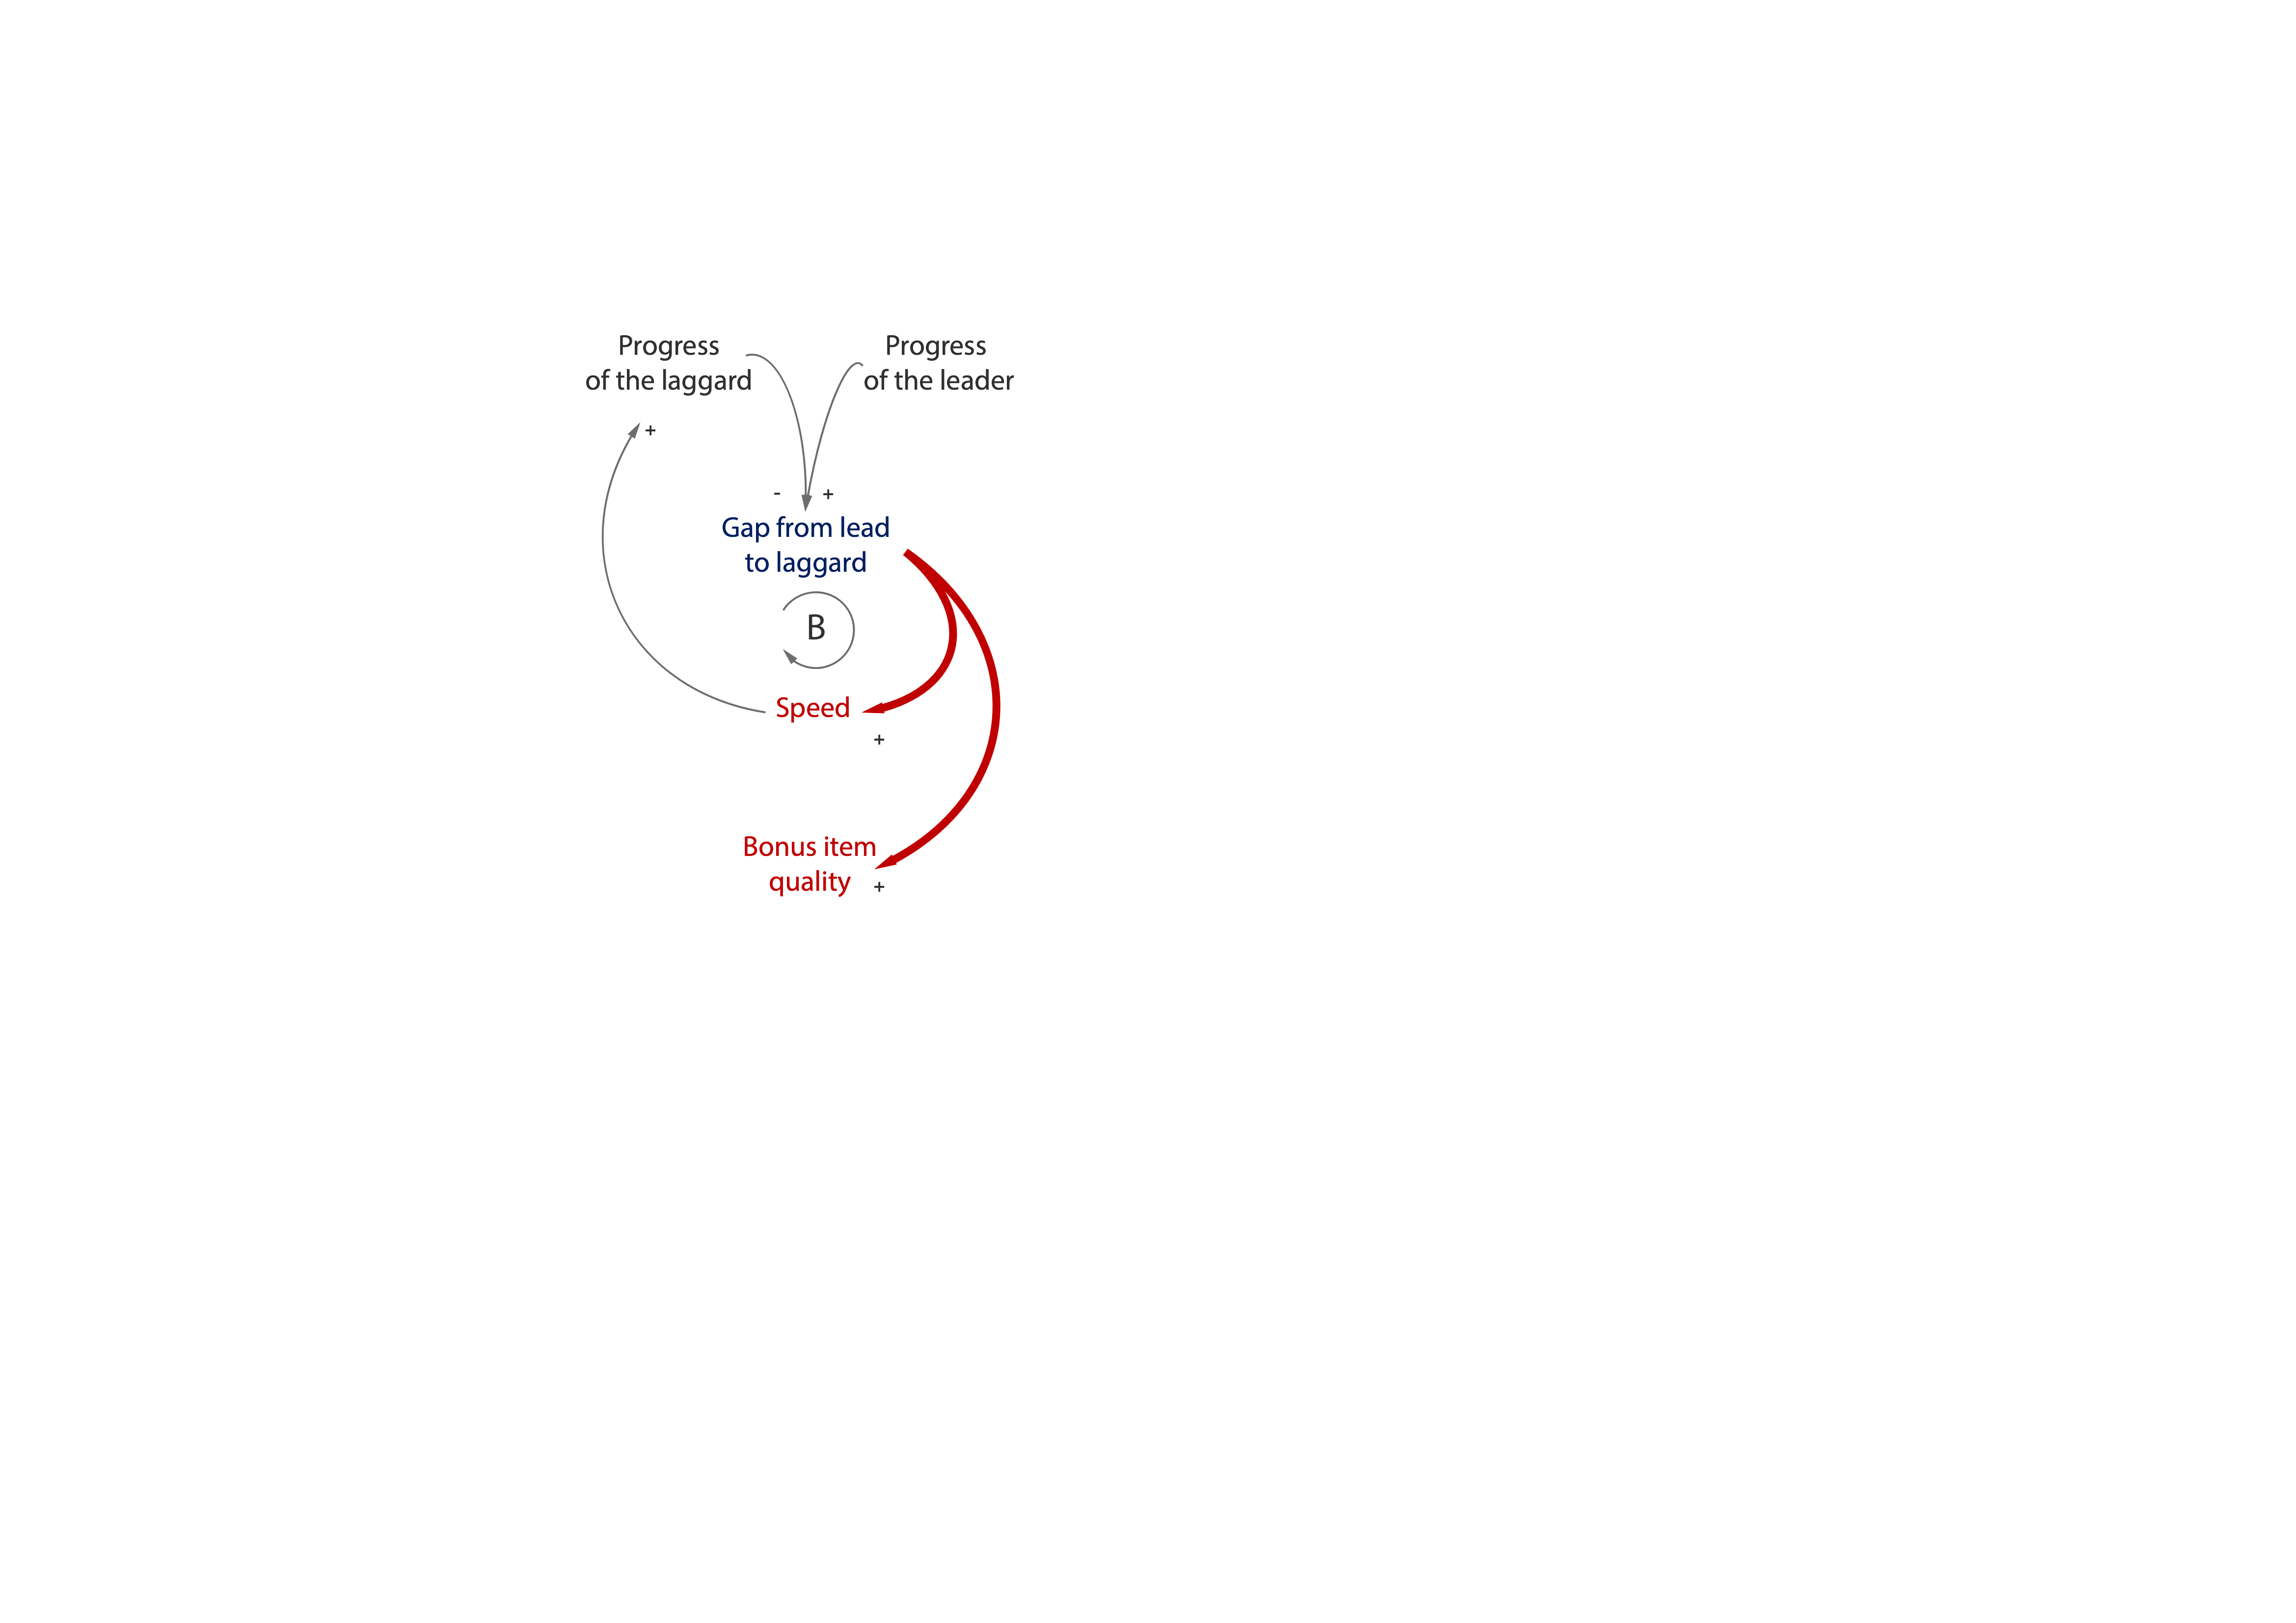 Progress
of the laggard
Progress
of the leader
+
- +
Gap from lead
to laggard
B
Speed
+
Bonus item
quality
+